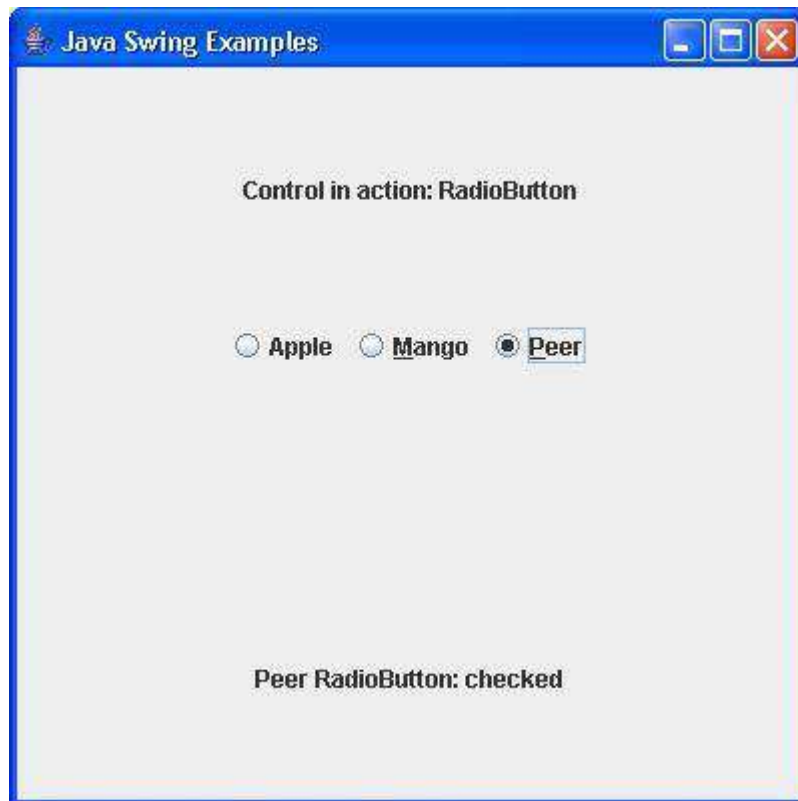 Java Swing Examples
Control in action: RadioButton
Apple Mango Peer
Peer RadioButton: checked